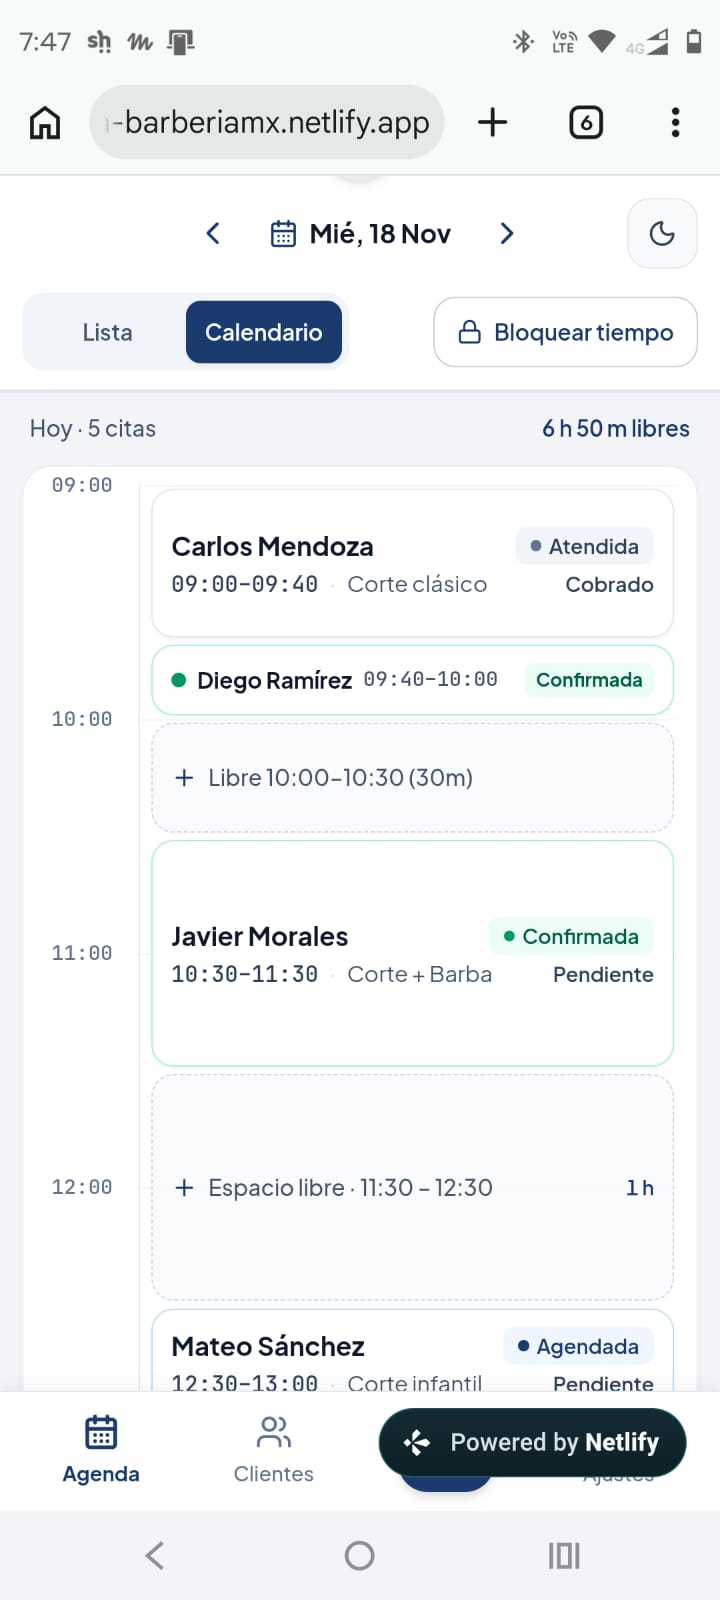 7:47 sh m VoLTE 4G
-barberiamx.netlify.app 6
Mié, 18 Nov
Lista Calendario Bloquear tiempo
Hoy · 5 citas 6 h 50 m libres
09:00
Carlos Mendoza Atendida
09:00–09:40 · Corte clásico Cobrado
Diego Ramírez 09:40–10:00 Confirmada
10:00
+ Libre 10:00–10:30 (30m)
Javier Morales Confirmada
11:00
10:30–11:30 · Corte + Barba Pendiente
12:00
+ Espacio libre · 11:30 – 12:30 1 h
Mateo Sánchez Agendada
12:30–13:00 · Corte infantil Pendiente
Powered by Netlify
Agenda Clientes Ajustes